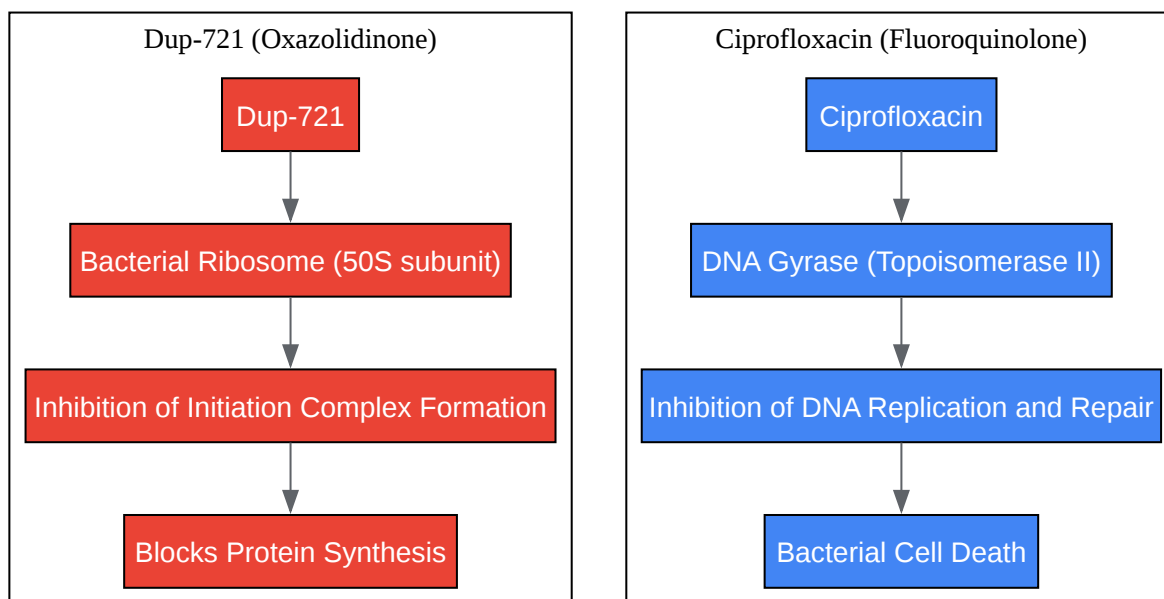 Dup-721 (Oxazolidinone)
Dup-721
Bacterial Ribosome (50S subunit)
Inhibition of Initiation Complex Formation
Blocks Protein Synthesis
Ciprofloxacin (Fluoroquinolone)
Ciprofloxacin
DNA Gyrase (Topoisomerase II)
Inhibition of DNA Replication and Repair
Bacterial Cell Death